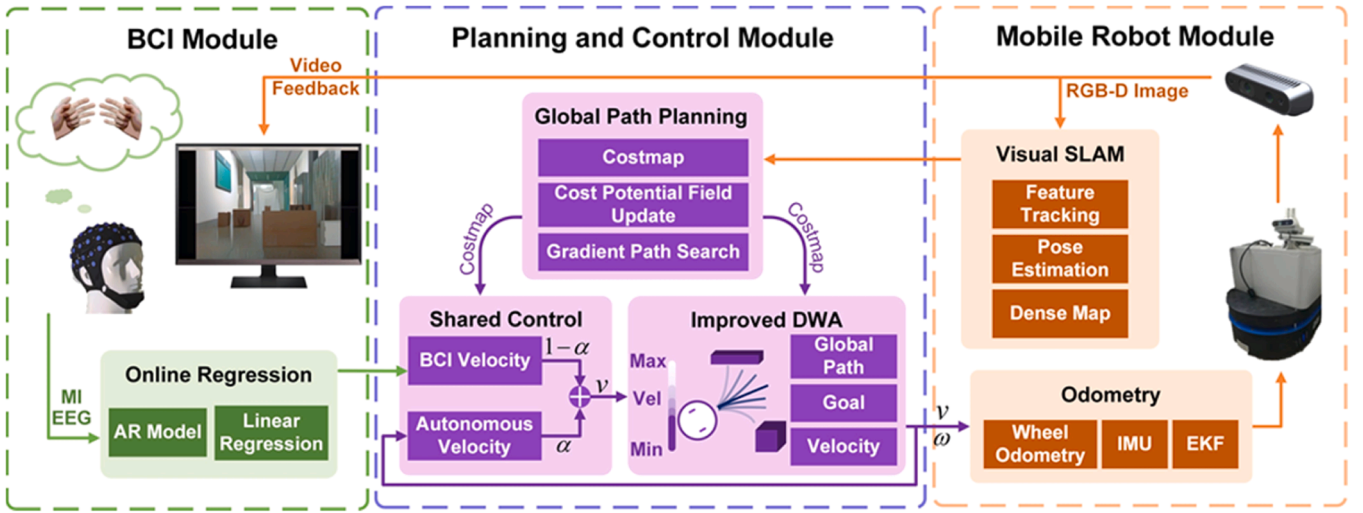 BCI Module
Video
Feedback
MI
EEG
Online Regression
AR Model
Linear
Regression
Planning and Control Module
Global Path Planning
Costmap
Cost Potential Field
Update
Gradient Path Search
Costmap
Costmap
Shared Control
BCI Velocity
1−α
Autonomous
Velocity
α
v
Improved DWA
Max
Vel
Min
Global
Path
Goal
Velocity
v
ω
Mobile Robot Module
RGB-D Image
Visual SLAM
Feature
Tracking
Pose
Estimation
Dense Map
Odometry
Wheel
Odometry
IMU
EKF